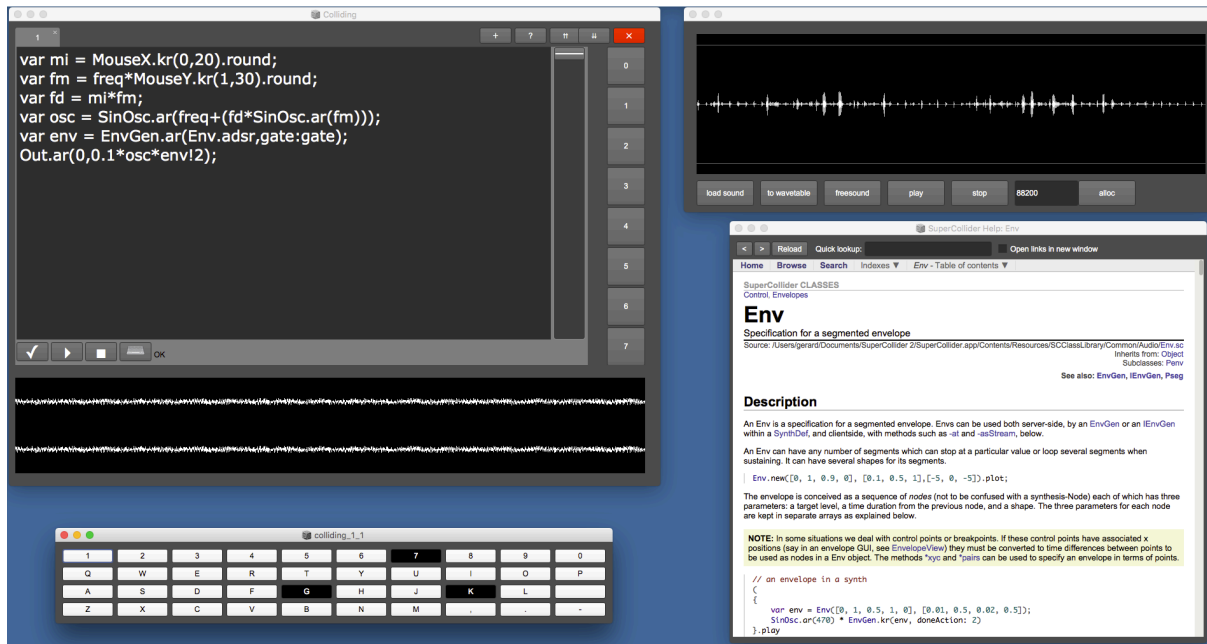 Colliding
1
+ ? ×
var mi = MouseX.kr(0,20).round;
var fm = freq*MouseY.kr(1,30).round;
var fd = mi*fm;
var osc = SinOsc.ar(freq+(fd*SinOsc.ar(fm)));
var env = EnvGen.ar(Env.adsr,gate:gate);
Out.ar(0,0.1*osc*env!2);
0
1
2
3
4
5
6
7
OK
load sound to wavetable freesound play stop 88200 alloc
SuperCollider Help: Env
< > Reload Quick lookup: Open links in new window
Home Browse Search Indexes ▼ Env - Table of contents ▼
SuperCollider CLASSES
Control, Envelopes
Env
Specification for a segmented envelope
Source: /Users/gerard/Documents/SuperCollider 2/SuperCollider.app/Contents/Resources/SCClassLibrary/Common/Audio/Env.sc
Inherits from: Object
Subclasses: Penv
See also: EnvGen, IEnvGen, Pseg
Description
An Env is a specification for a segmented envelope. Envs can be used both server-side, by an EnvGen or an IEnvGen
within a SynthDef, and clientside, with methods such as -at and -asStream, below.
An Env can have any number of segments which can stop at a particular value or loop several segments when
sustaining. It can have several shapes for its segments.
Env.new([0, 1, 0.9, 0], [0.1, 0.5, 1],[-5, 0, -5]).plot;
The envelope is conceived as a sequence of nodes (not to be confused with a synthesis-Node) each of which has three
parameters: a target level, a time duration from the previous node, and a shape. The three parameters for each node
are kept in separate arrays as explained below.
NOTE: In some situations we deal with control points or breakpoints. If these control points have associated x
positions (say in an envelope GUI, see EnvelopeView) they must be converted to time differences between points to
be used as nodes in a Env object. The methods *xyc and *pairs can be used to specify an envelope in terms of points.
// an envelope in a synth
(
{
var env = Env([0, 1, 0.5, 1, 0], [0.01, 0.5, 0.02, 0.5]);
SinOsc.ar(470) * EnvGen.kr(env, doneAction: 2)
}.play
colliding_1_1
1 2 3 4 5 6 7 8 9 0
Q W E R T Y U I O P
A S D F G H J K L
Z X C V B N M , . -